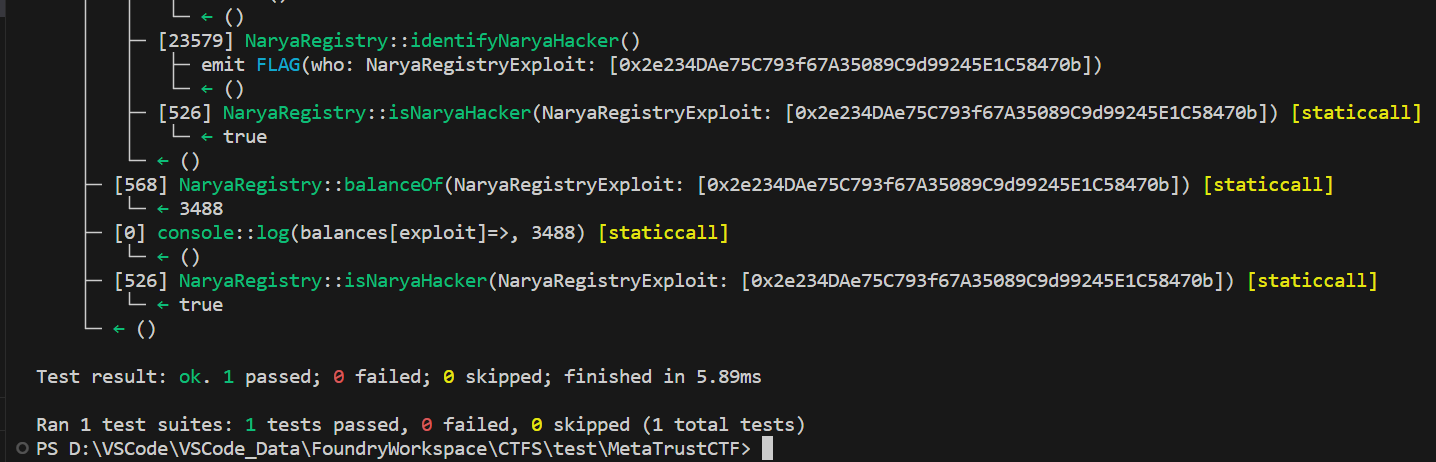 ← ()
[23579] NaryaRegistry::identifyNaryaHacker()
emit FLAG(who: NaryaRegistryExploit: [0x2e234DAe75C793f67A35089C9d99245E1C58470b])
← ()
[526] NaryaRegistry::isNaryaHacker(NaryaRegistryExploit: [0x2e234DAe75C793f67A35089C9d99245E1C58470b]) [staticcall]
← true
← ()
[568] NaryaRegistry::balanceOf(NaryaRegistryExploit: [0x2e234DAe75C793f67A35089C9d99245E1C58470b]) [staticcall]
← 3488
[0] console::log(balances[exploit]=>, 3488) [staticcall]
← ()
[526] NaryaRegistry::isNaryaHacker(NaryaRegistryExploit: [0x2e234DAe75C793f67A35089C9d99245E1C58470b]) [staticcall]
← true
← ()
Test result: ok. 1 passed; 0 failed; 0 skipped; finished in 5.89ms
Ran 1 test suites: 1 tests passed, 0 failed, 0 skipped (1 total tests)
PS D:\VSCode\VSCode_Data\FoundryWorkspace\CTFS\test\MetaTrustCTF>